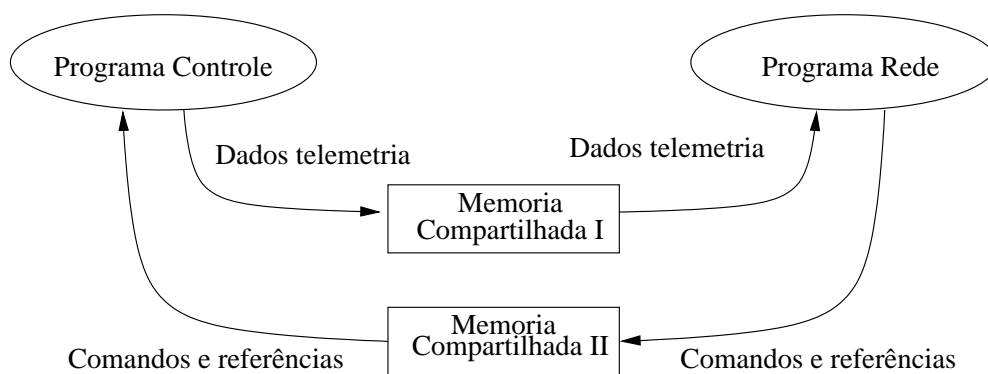 Programa Controle
Programa Rede
Dados telemetria
Dados telemetria
Memoria
Compartilhada I
Memoria
Compartilhada II
Comandos e referências
Comandos e referências